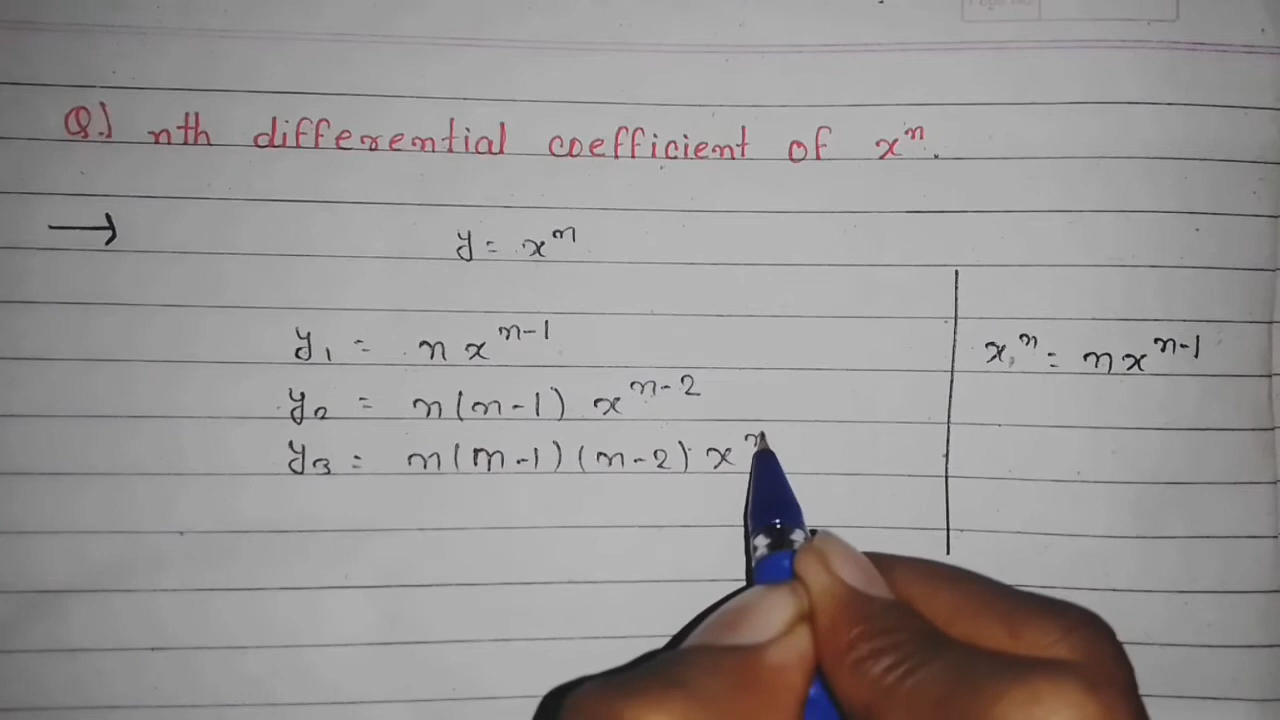 Q.) nth differential coefficient of xⁿ.
→ y = xⁿ
y₁ = n xⁿ⁻¹
y₂ = n(n-1) xⁿ⁻²
y₃ = n(n-1)(n-2) xⁿ
xⁿ = nxⁿ⁻¹